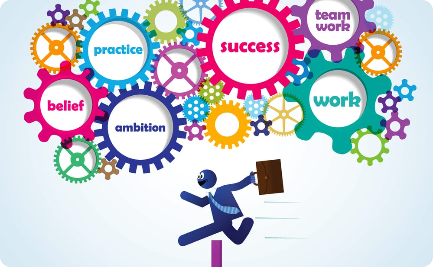 team
work
practice
success
belief
ambition
work